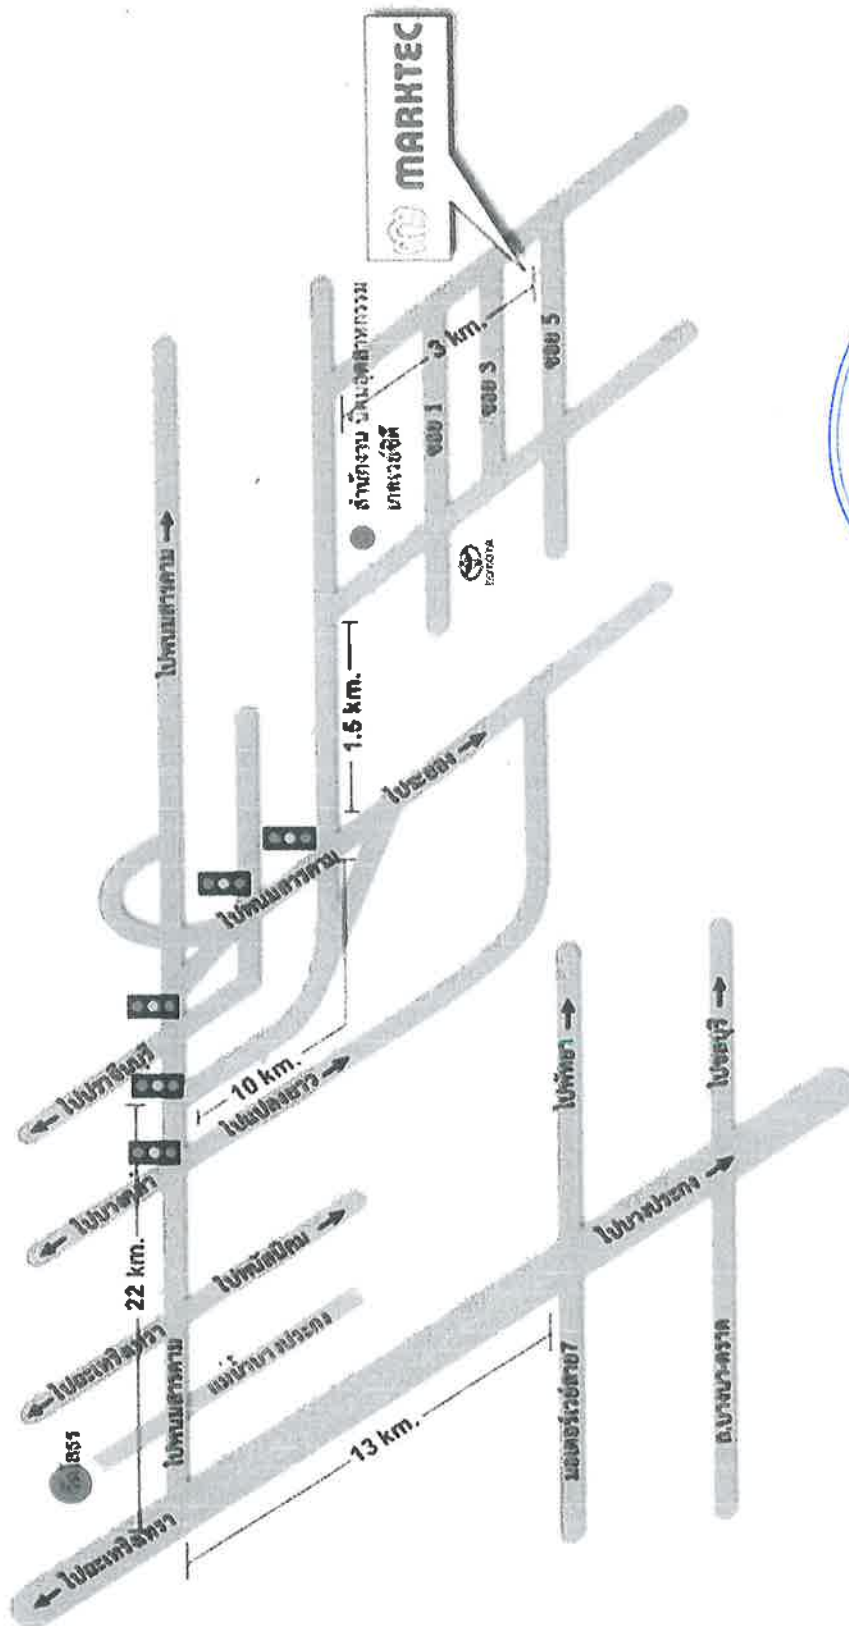 MARKTEC
ไปพนมสารคาม
สำนักงาน นิคมอุตสาหกรรม
เกตเวย์ซิตี้
3 km.
ซอย 1
ซอย 3
ซอย 5
TOYOTA
1.5 km.
ไประยอง
ไปพนมสารคาม
ไปปราจีนบุรี
10 km.
ไปแปลงยาว
ไปบางคล้า
22 km.
ไปพนัสนิคม
ไปฉะเชิงเทรา
แม่น้ำบางปะกง
ไปพนมสารคาม
13 km.
ไปฉะเชิงเทรา
ไปบางประกง
ไปพัทยา
มอเตอร์เวย์สาย7
ไปชลบุรี
ถ.บางนา-ตราด